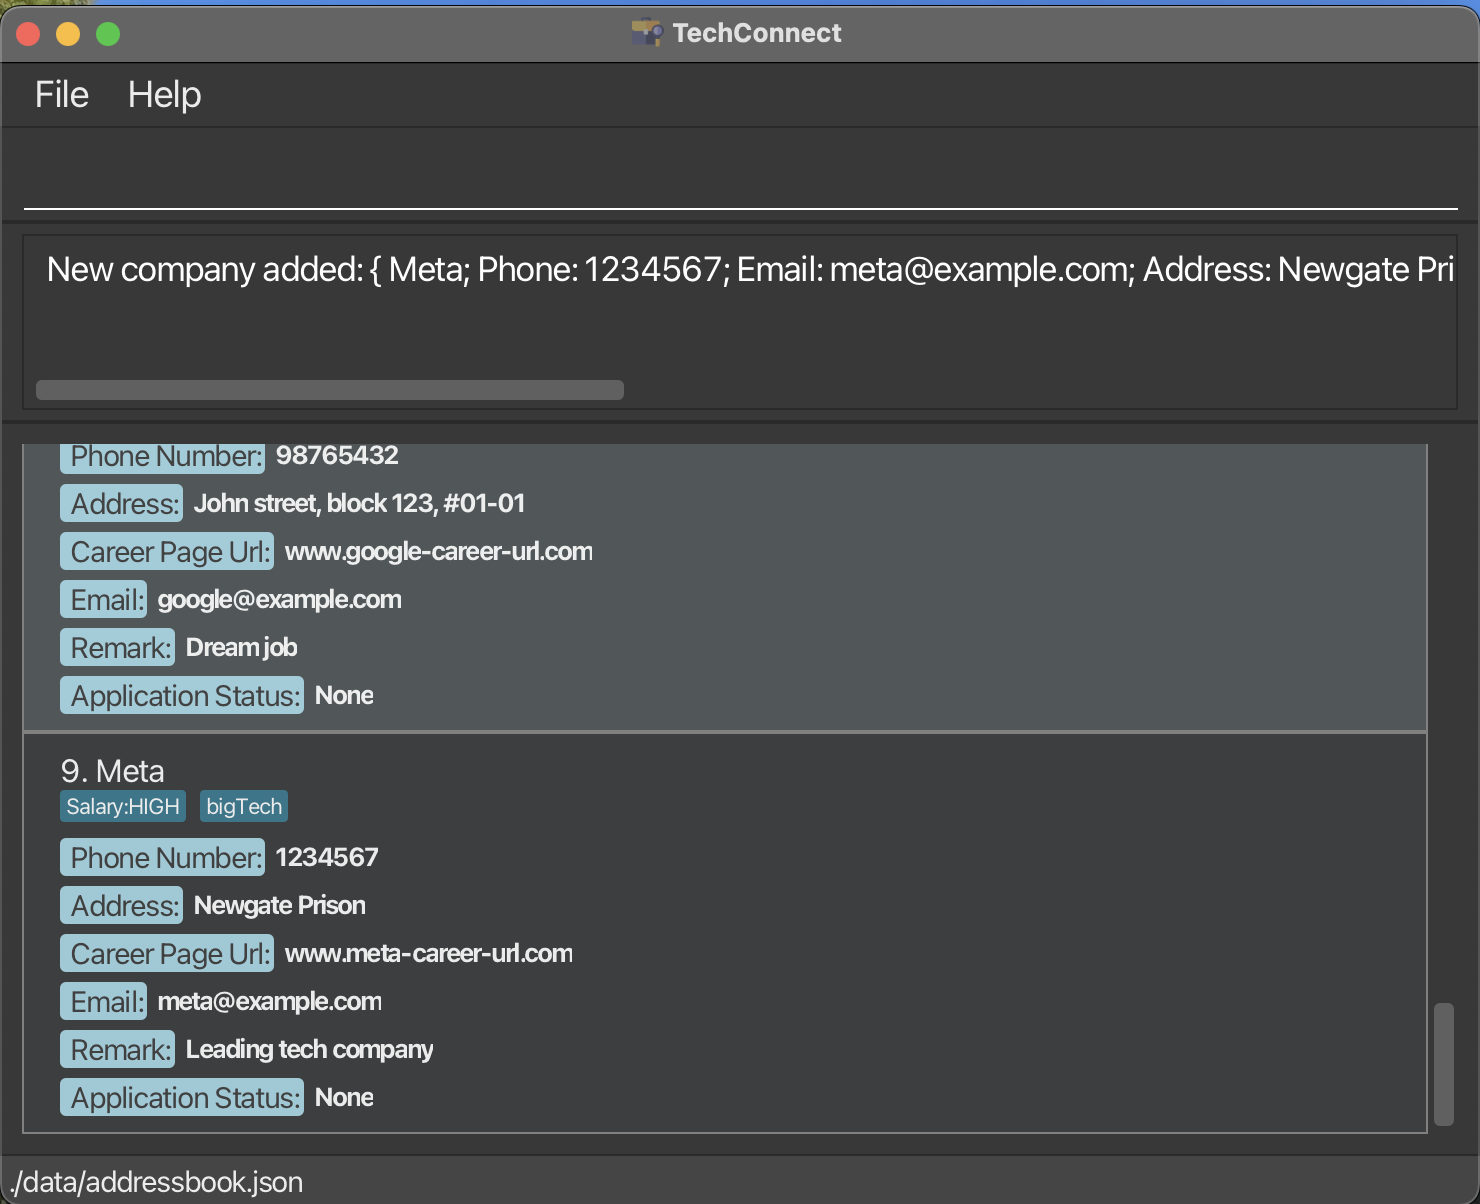 TechConnect
File Help
New company added: { Meta; Phone: 1234567; Email: meta@example.com; Address: Newgate Pri
Phone Number: 98765432
Address: John street, block 123, #01-01
Career Page Url: www.google-career-url.com
Email: google@example.com
Remark: Dream job
Application Status: None
9. Meta
Salary:HIGH bigTech
Phone Number: 1234567
Address: Newgate Prison
Career Page Url: www.meta-career-url.com
Email: meta@example.com
Remark: Leading tech company
Application Status: None
./data/addressbook.json